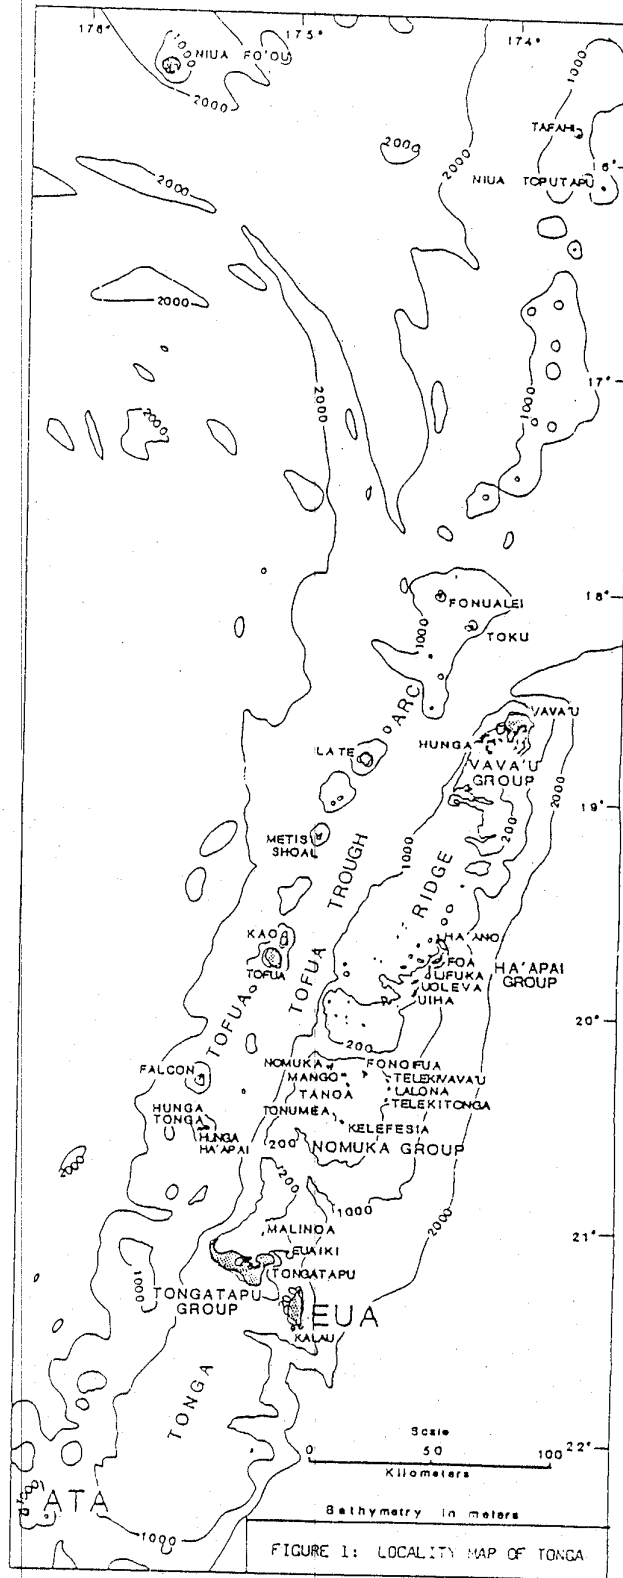 176°
175°
174°
1000
NIUA FO'OU
2000
1000
TAFAHI
2000
2000
16°
NIUA TOPUTAPU
2000
2000
2000
17°
1000
2000
18°
FONUALEI
1000
TOKU
ARC
VAVA'U
HUNGA
LATE
VAVA'U
GROUP
2000
19°
200
METIS
SHOAL
1000
TROUGH
RIDGE
KAO
HA'ANO
FOA
LIFUKA
HA'APAI
GROUP
TOFUA
UOLEVA
UIHA
TOFUA
TOFUA
20°
200
NOMUKA
FONOIFUA
FALCON
MANGO
TELEKIVAVA'U
TANOA
LALONA
HUNGA
TONGA
TONUMEA
TELEKITONGA
KELEFESIA
HUNGA
HA'APAI
200
NOMUKA GROUP
2000
200
1000
2000
21°
MALINOA
EUAIKI
TONGATAPU
1000
TONGATAPU
GROUP
EUA
KALAU
TONGA
Scale
0 50 100
22°
Kilometers
ATA
Bathymetry in meters
1000
FIGURE 1: LOCALITY MAP OF TONGA